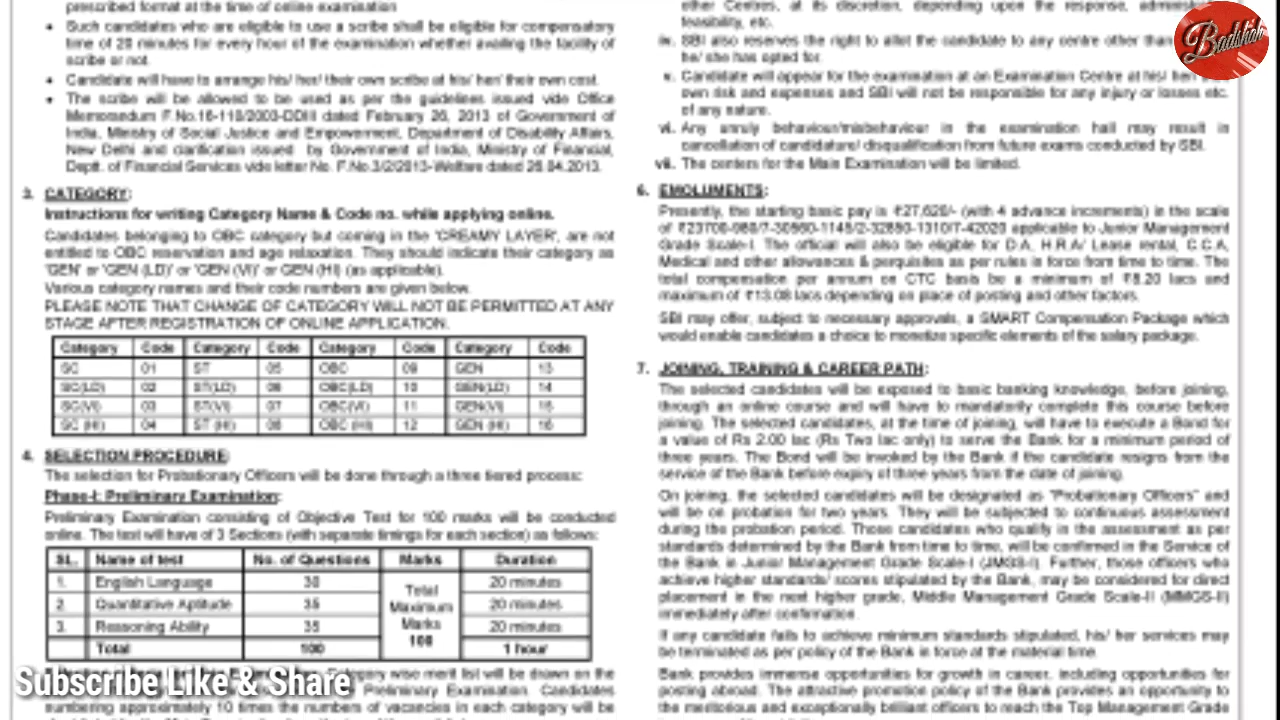 prescribed format at the time of online examination
• Such candidates who are eligible to use a scribe shall be eligible for compensatory
time of 20 minutes for every hour of the examination whether availing the facility of
scribe or not.
• Candidate will have to arrange his/ her/ their own scribe at his/ her/ their own cost.
• The scribe will be allowed to be used as per the guidelines issued vide Office
Memorandum F.No.16-110/2003-DDIII dated February 26, 2013 of Government of
India, Ministry of Social Justice and Empowerment, Department of Disability Affairs,
New Delhi and clarification issued by Government of India, Ministry of Financial,
Deptt. of Financial Services vide letter No. F.No.3/2/2013-Welfare dated 26.04.2013.
3. CATEGORY:
Instructions for writing Category Name & Code no. while applying online.
Candidates belonging to OBC category but coming in the 'CREAMY LAYER', are not
entitled to OBC reservation and age relaxation. They should indicate their category as
'GEN' or 'GEN (LD)' or 'GEN (VI)' or GEN (HI) (as applicable).
Various category names and their code numbers are given below.
PLEASE NOTE THAT CHANGE OF CATEGORY WILL NOT BE PERMITTED AT ANY
STAGE AFTER REGISTRATION OF ONLINE APPLICATION.
Category Code Category Code Category Code Category Code
SC 01 ST 05 OBC 09 GEN 13
SC(LD) 02 ST(LD) 06 OBC(LD) 10 GEN(LD) 14
SC(VI) 03 ST(VI) 07 OBC(VI) 11 GEN(VI) 15
SC (HI) 04 ST (HI) 08 OBC (HI) 12 GEN (HI) 16
4. SELECTION PROCEDURE:
The selection for Probationary Officers will be done through a three tiered process:
Phase-I: Preliminary Examination:
Preliminary Examination consisting of Objective Test for 100 marks will be conducted
online. The test will have of 3 Sections (with separate timings for each section) as follows:
SL. Name of test No. of Questions Marks Duration
1. English Language 30 Total Maximum Marks 100 20 minutes
2. Quantitative Aptitude 35 20 minutes
3. Reasoning Ability 35 20 minutes
Total 100 1 hour
Category wise merit list will be drawn on the
Preliminary Examination. Candidates
numbering approximately 10 times the numbers of vacancies in each category will be
other Centres, at its discretion, depending upon the response, administ
feasibility, etc.
iv. SBI also reserves the right to allot the candidate to any centre other than
he/ she has opted for.
v. Candidate will appear for the examination at an Examination Centre at his/ her
own risk and expenses and SBI will not be responsible for any injury or losses etc.
of any nature.
vi. Any unruly behaviour/misbehaviour in the examination hall may result in
cancellation of candidature/ disqualification from future exams conducted by SBI.
vii. The centers for the Main Examination will be limited.
6. EMOLUMENTS:
Presently, the starting basic pay is ₹27,620/- (with 4 advance increments) in the scale
of ₹23700-980/7-30560-1145/2-32850-1310/7-42020 applicable to Junior Management
Grade Scale-I. The official will also be eligible for D.A, H.R.A/ Lease rental, C.C.A,
Medical and other allowances & perquisites as per rules in force from time to time. The
total compensation per annum on CTC basis be a minimum of ₹8.20 lacs and
maximum of ₹13.08 lacs depending on place of posting and other factors.
SBI may offer, subject to necessary approvals, a SMART Compensation Package which
would enable candidates a choice to monetize specific elements of the salary package.
7. JOINING, TRAINING & CAREER PATH:
The selected candidates will be exposed to basic banking knowledge, before joining,
through an online course and will have to mandatorily complete this course before
joining. The selected candidates, at the time of joining, will have to execute a Bond for
a value of Rs 2.00 lac (Rs Two lac only) to serve the Bank for a minimum period of
three years. The Bond will be invoked by the Bank if the candidate resigns from the
service of the Bank before expiry of three years from the date of joining.
On joining, the selected candidates will be designated as "Probationary Officers" and
will be on probation for two years. They will be subjected to continuous assessment
during the probation period. Those candidates who qualify in the assessment as per
standards determined by the Bank from time to time, will be confirmed in the Service of
the Bank in Junior Management Grade Scale-I (JMGS-I). Further, those officers who
achieve higher standards/ scores stipulated by the Bank, may be considered for direct
placement in the next higher grade, Middle Management Grade Scale-II (MMGS-II)
immediately after confirmation.
If any candidate fails to achieve minimum standards stipulated, his/ her services may
be terminated as per policy of the Bank in force at the material time.
Bank provides immense opportunities for growth in career, including opportunities for
posting abroad. The attractive promotion policy of the Bank provides an opportunity to
the meritorious and exceptionally brilliant officers to reach the Top Management Grade
Badshah
Subscribe Like & Share